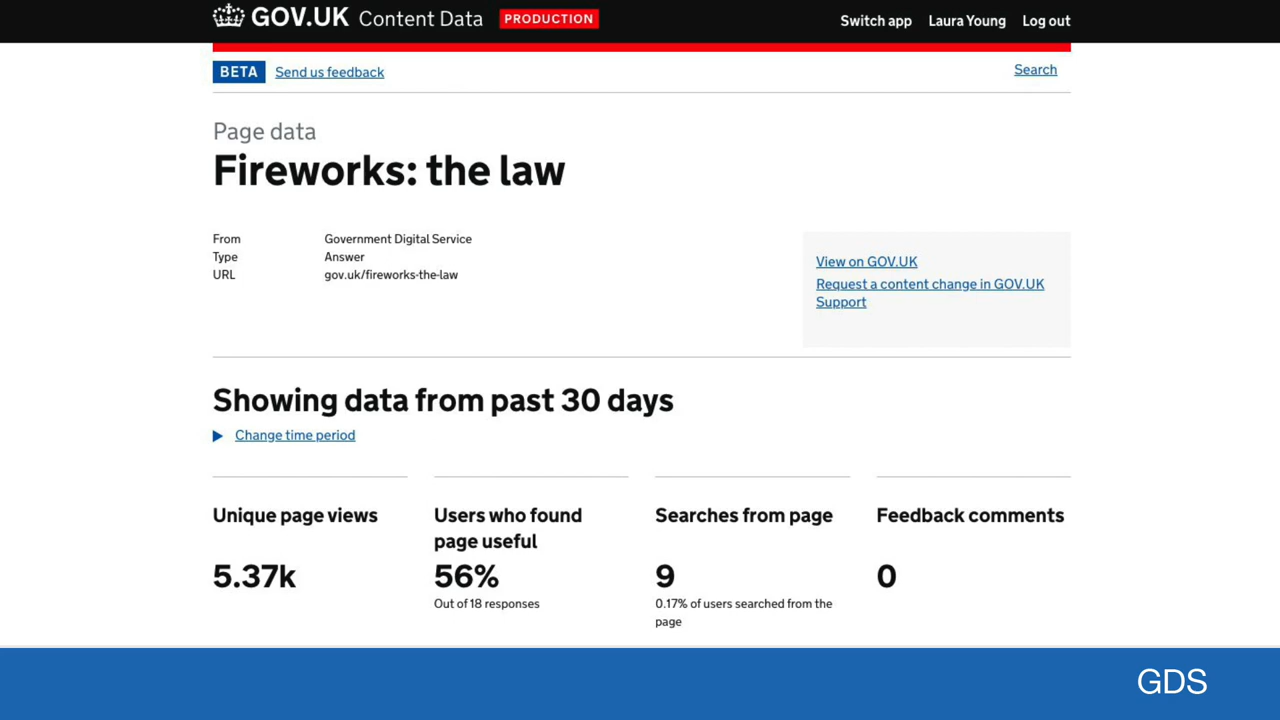 GOV.UK Content Data PRODUCTION Switch app Laura Young Log out
BETA Send us feedback Search
Page data
Fireworks: the law
From Government Digital Service
Type Answer
URL gov.uk/fireworks-the-law
View on GOV.UK
Request a content change in GOV.UK
Support
Showing data from past 30 days
Change time period
Unique page views
5.37k
Users who found
page useful
56%
Out of 18 responses
Searches from page
9
0.17% of users searched from the
page
Feedback comments
0
GDS